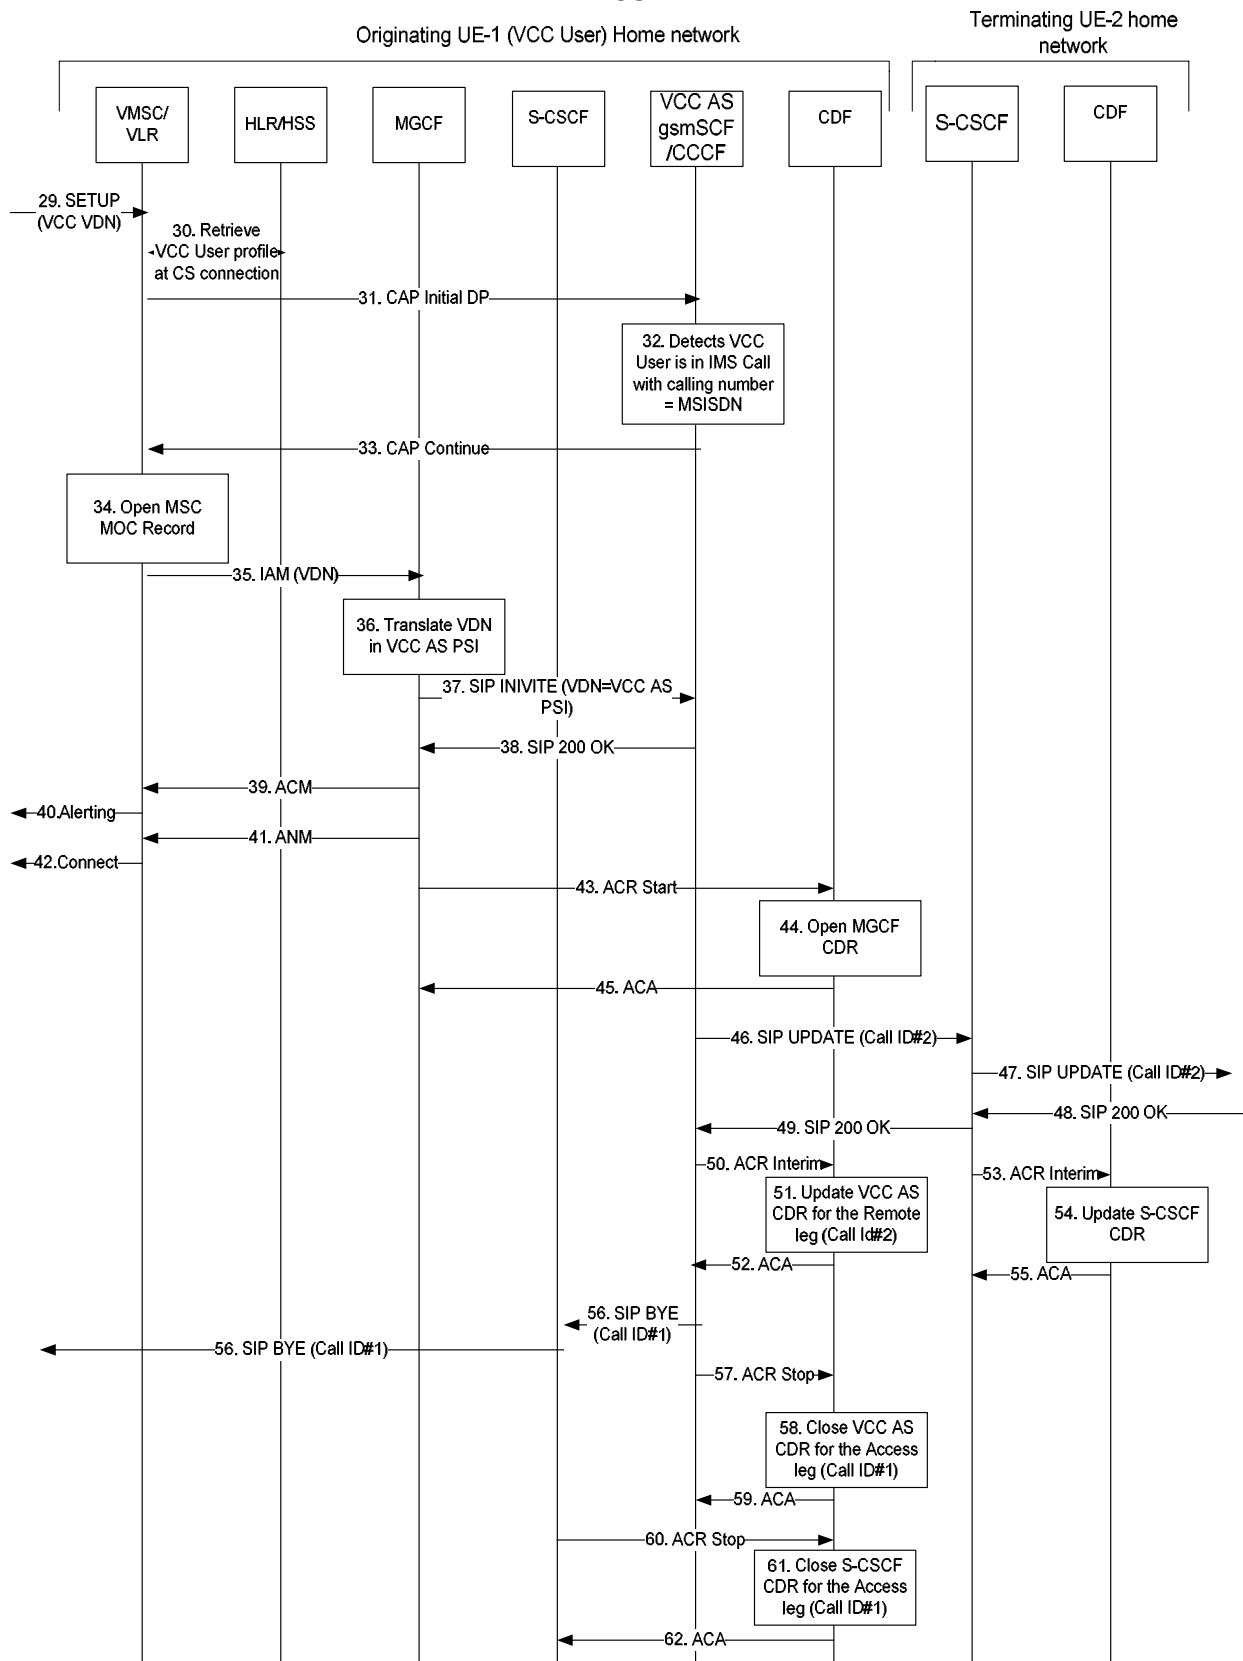 Originating UE-1 (VCC User) Home network
Terminating UE-2 home
network
VMSC/
VLR
HLR/HSS
MGCF
S-CSCF
VCC AS
gsmSCF
/CCCF
CDF
S-CSCF
CDF
29. SETUP
(VCC VDN)
30. Retrieve
VCC User profile
at CS connection
31. CAP Initial DP
32. Detects VCC
User is in IMS Call
with calling number
= MSISDN
33. CAP Continue
34. Open MSC
MOC Record
35. IAM (VDN)
36. Translate VDN
in VCC AS PSI
37. SIP INIVITE (VDN=VCC AS
PSI)
38. SIP 200 OK
39. ACM
40.Alerting
41. ANM
42.Connect
43. ACR Start
44. Open MGCF
CDR
45. ACA
46. SIP UPDATE (Call ID#2)
47. SIP UPDATE (Call ID#2)
48. SIP 200 OK
49. SIP 200 OK
50. ACR Interim
53. ACR Interim
51. Update VCC AS
CDR for the Remote
leg (Call Id#2)
54. Update S-CSCF
CDR
52. ACA
55. ACA
56. SIP BYE
(Call ID#1)
56. SIP BYE (Call ID#1)
57. ACR Stop
58. Close VCC AS
CDR for the Access
leg (Call ID#1)
59. ACA
60. ACR Stop
61. Close S-CSCF
CDR for the Access
leg (Call ID#1)
62. ACA